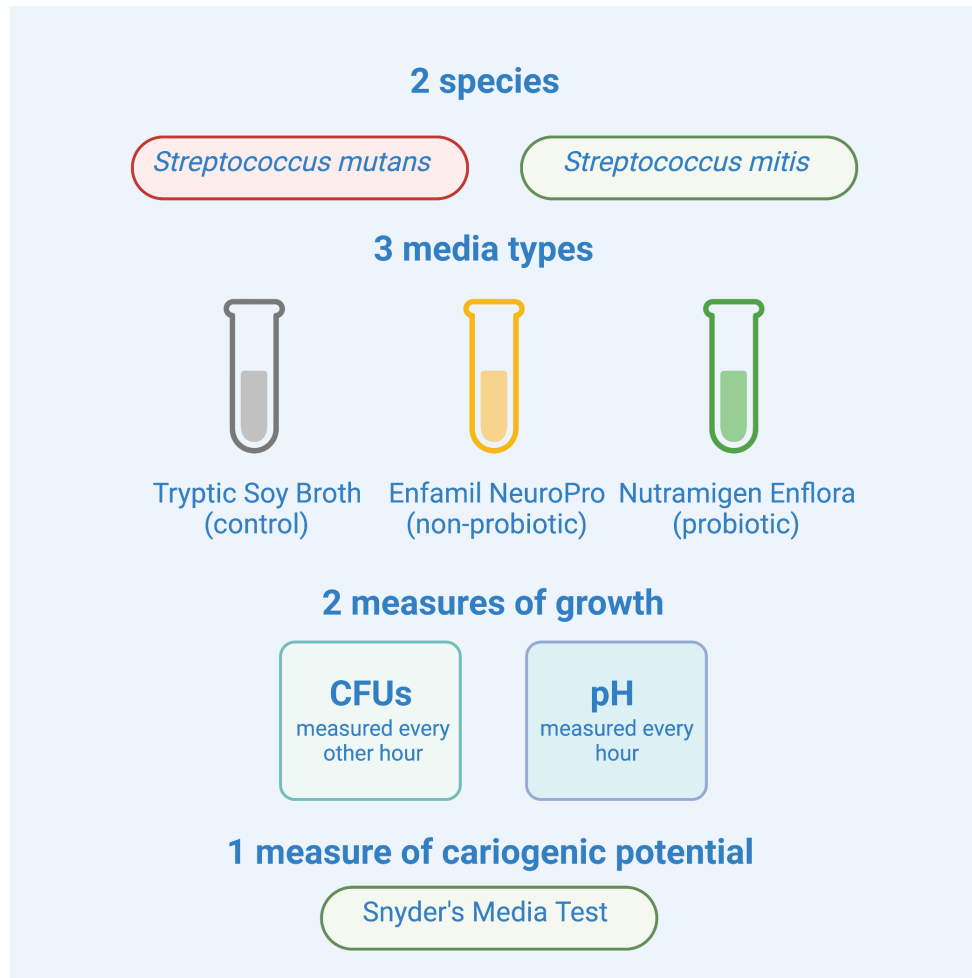 2 species
Streptococcus mutans
Streptococcus mitis
3 media types
Tryptic Soy Broth
(control)
Enfamil NeuroPro
(non-probiotic)
Nutramigen Enflora
(probiotic)
2 measures of growth
CFUs
measured every
other hour
pH
measured every
hour
1 measure of cariogenic potential
Snyder's Media Test